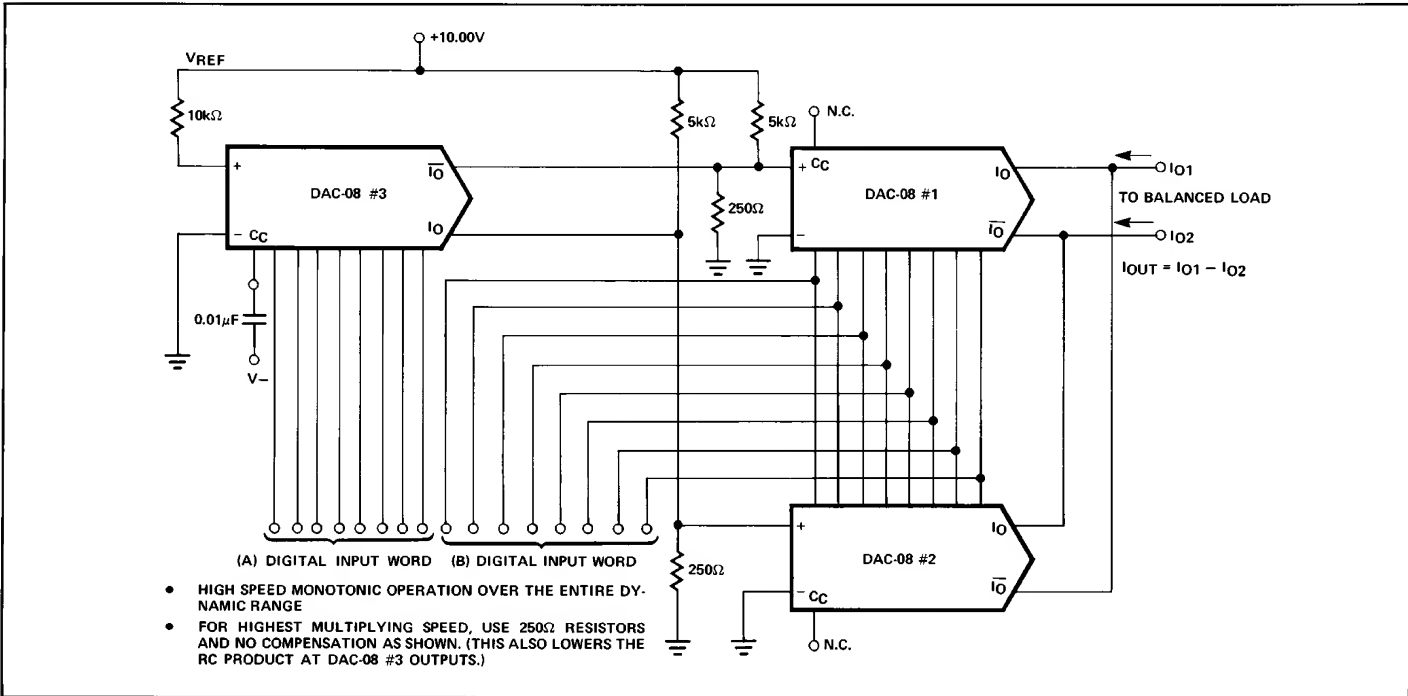 +10.00V
VREF
10kΩ
5kΩ
5kΩ
N.C.
+
IO
DAC-08 #3
IO
- CC
+ CC
IO
DAC-08 #1
IO
-
250Ω
IO1
TO BALANCED LOAD
IO2
IOUT = IO1 – IO2
0.01μF
V–
+
IO
DAC-08 #2
IO
- CC
250Ω
N.C.
(A) DIGITAL INPUT WORD
(B) DIGITAL INPUT WORD
● HIGH SPEED MONOTONIC OPERATION OVER THE ENTIRE DY-
NAMIC RANGE
● FOR HIGHEST MULTIPLYING SPEED, USE 250Ω RESISTORS
AND NO COMPENSATION AS SHOWN. (THIS ALSO LOWERS THE
RC PRODUCT AT DAC-08 #3 OUTPUTS.)